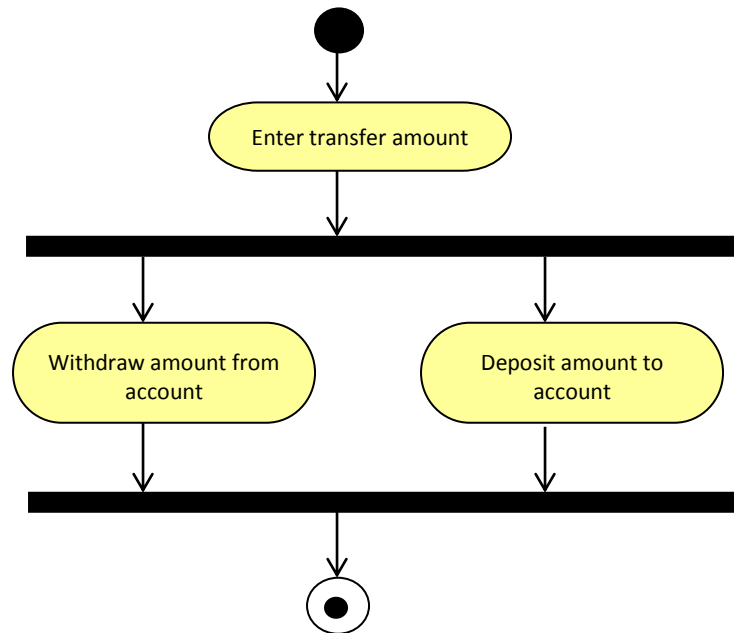 Enter transfer amount
Withdraw amount from
account
Deposit amount to
account